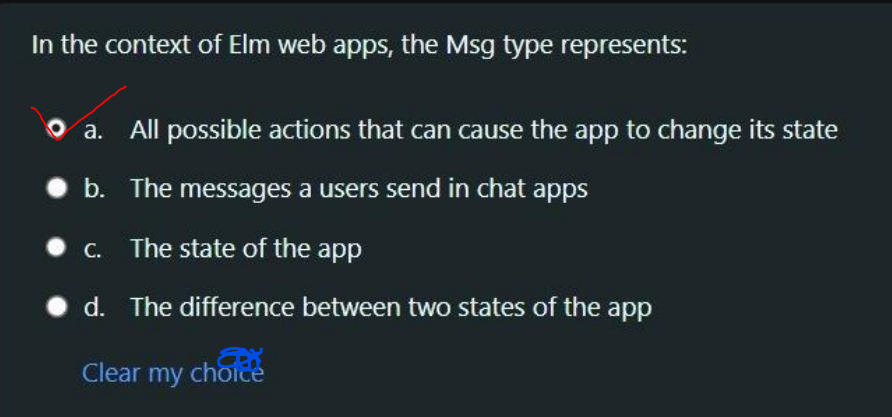 In the context of Elm web apps, the Msg type represents:
a. All possible actions that can cause the app to change its state
b. The messages a users send in chat apps
c. The state of the app
d. The difference between two states of the app
Clear my choice